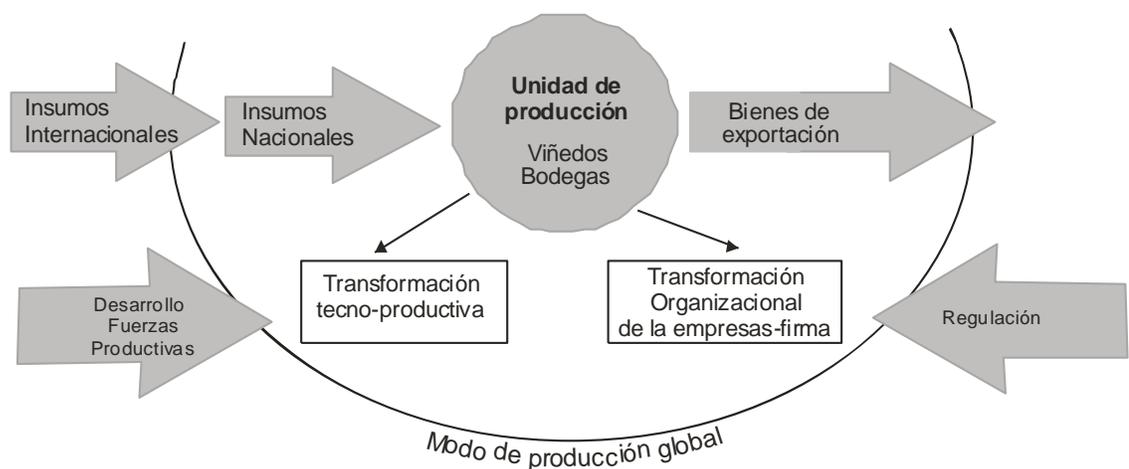 Insumos
Internacionales
Insumos
Nacionales
Unidad de
producción
Viñedos
Bodegas
Bienes de
exportación
Transformación
tecno-productiva
Transformación
Organizacional
de la empresas-firma
Desarrollo
Fuerzas
Productivas
Regulación
Modo de producción global